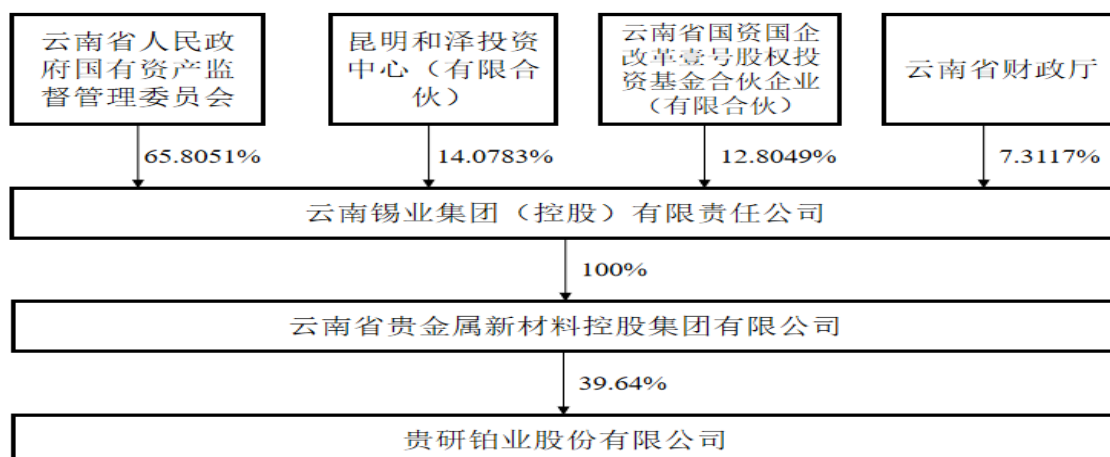 云南省人民政
府国有资产监
督管理委员会
昆明和泽投资
中心（有限合
伙）
云南省国资国企
改革壹号股权投
资基金合伙企业
（有限合伙）
云南省财政厅
65.8051%
14.0783%
12.8049%
7.3117%
云南锡业集团（控股）有限责任公司
100%
云南省贵金属新材料控股集团有限公司
39.64%
贵研铂业股份有限公司